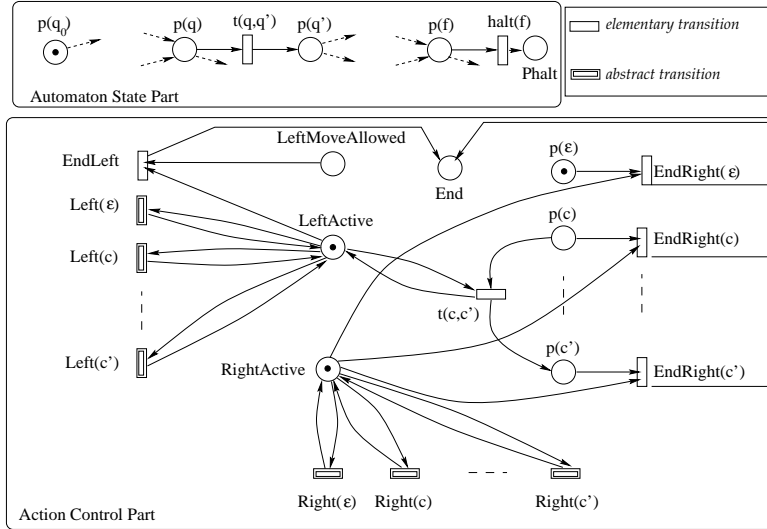 p(q₀)
p(q)
t(q,q')
p(q')
p(f)
halt(f)
Phalt
elementary transition
abstract transition
Automaton State Part
EndLeft
LeftMoveAllowed
End
p(ε)
EndRight(ε)
Left(ε)
LeftActive
p(c)
EndRight(c)
Left(c)
t(c,c')
Left(c')
RightActive
p(c')
EndRight(c')
Right(ε)
Right(c)
Right(c')
Action Control Part